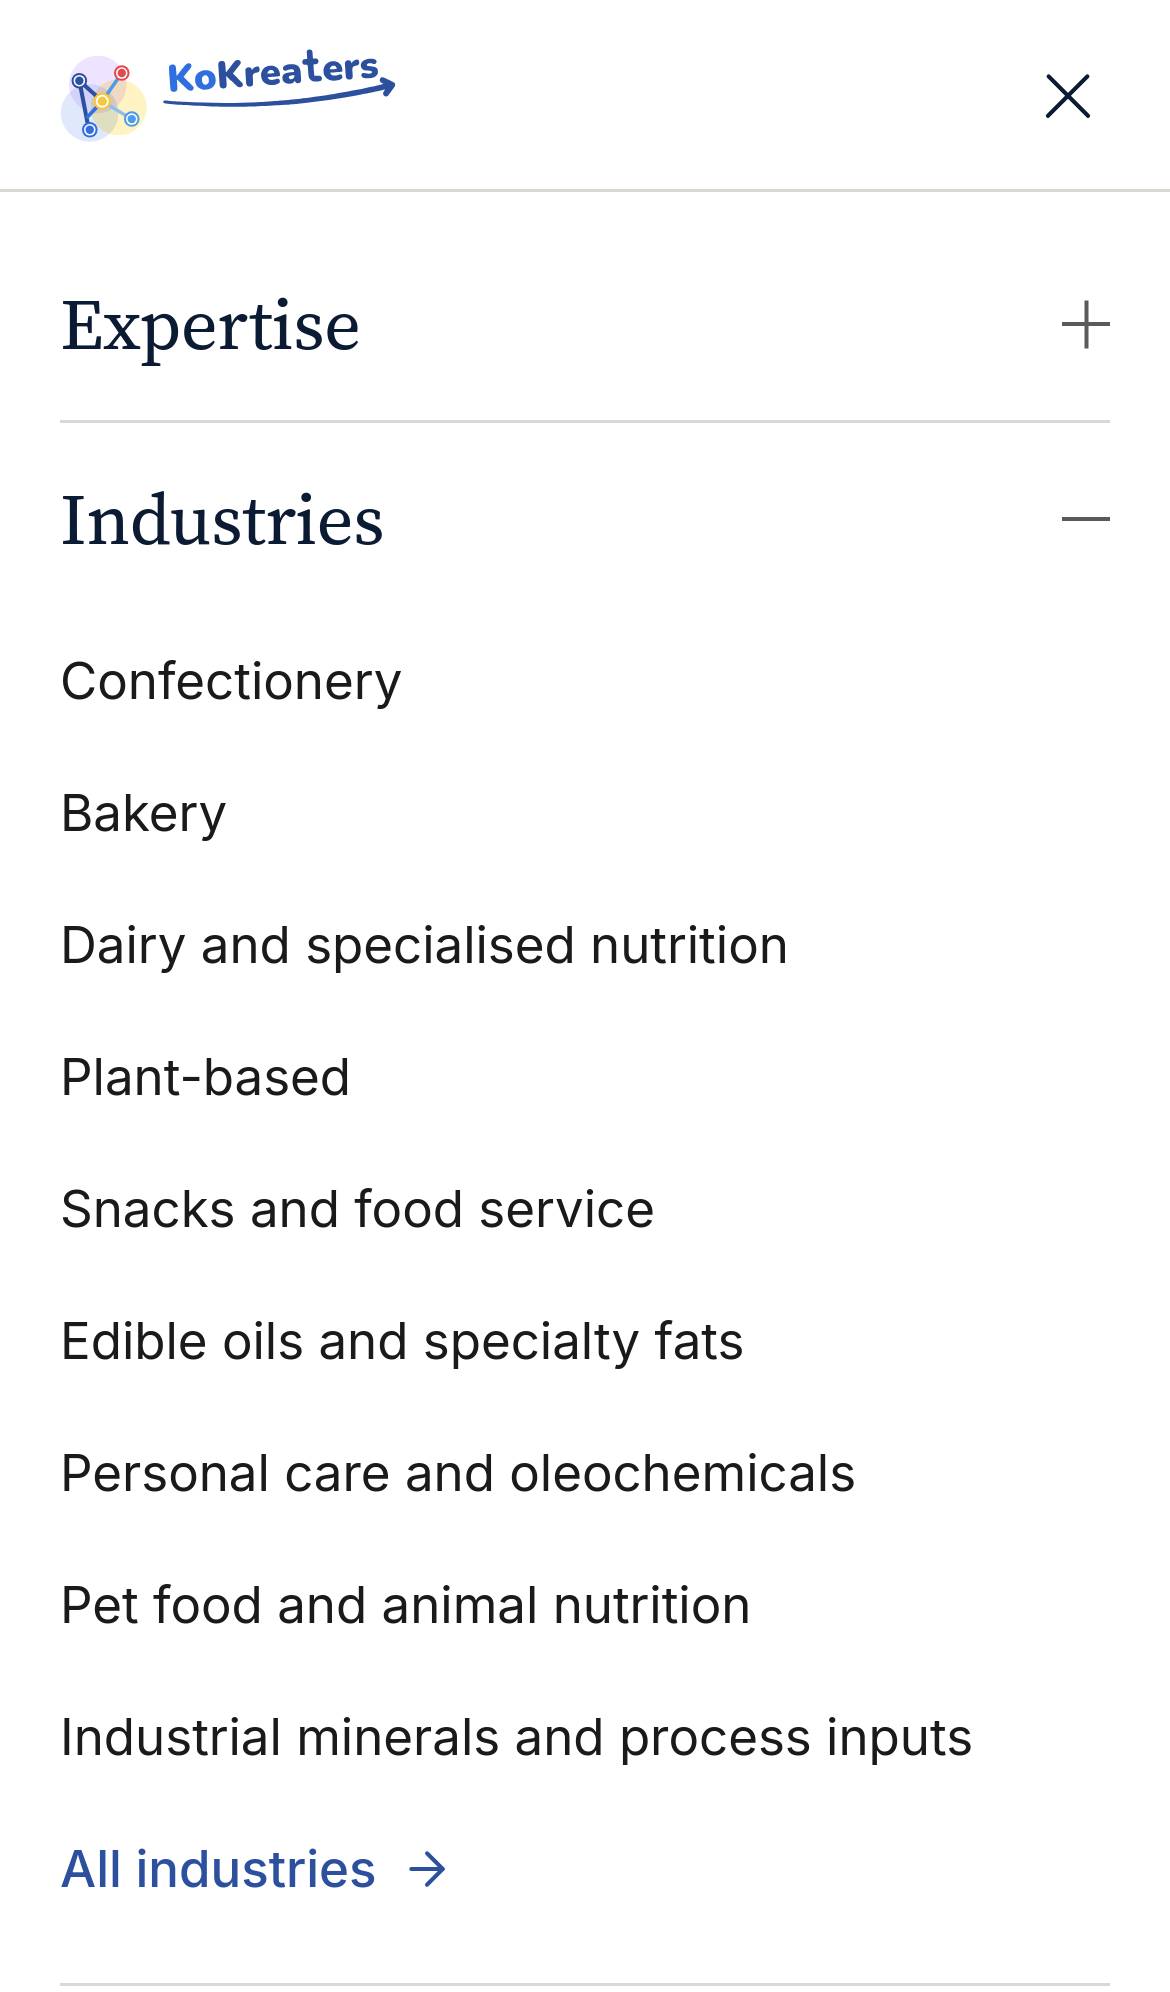 KoKreaters
Expertise
Industries
Confectionery
Bakery
Dairy and specialised nutrition
Plant-based
Snacks and food service
Edible oils and specialty fats
Personal care and oleochemicals
Pet food and animal nutrition
Industrial minerals and process inputs
All industries